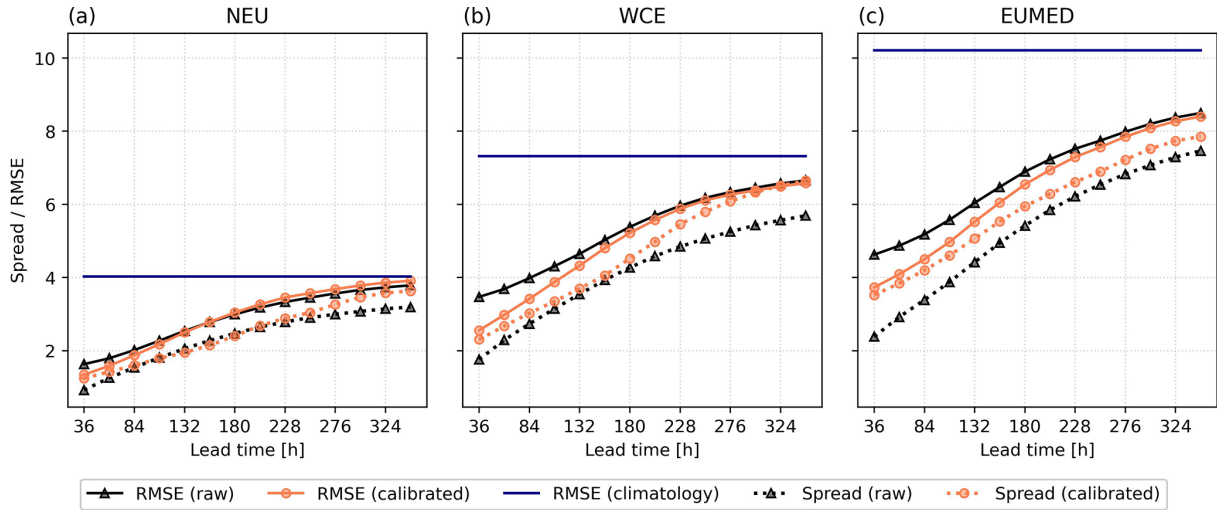 (a) NEU
(b) WCE
(c) EUMED
Spread / RMSE
10
8
6
4
2
36 84 132 180 228 276 324
36 84 132 180 228 276 324
36 84 132 180 228 276 324
Lead time [h]
Lead time [h]
Lead time [h]
RMSE (raw) RMSE (calibrated) RMSE (climatology) Spread (raw) Spread (calibrated)